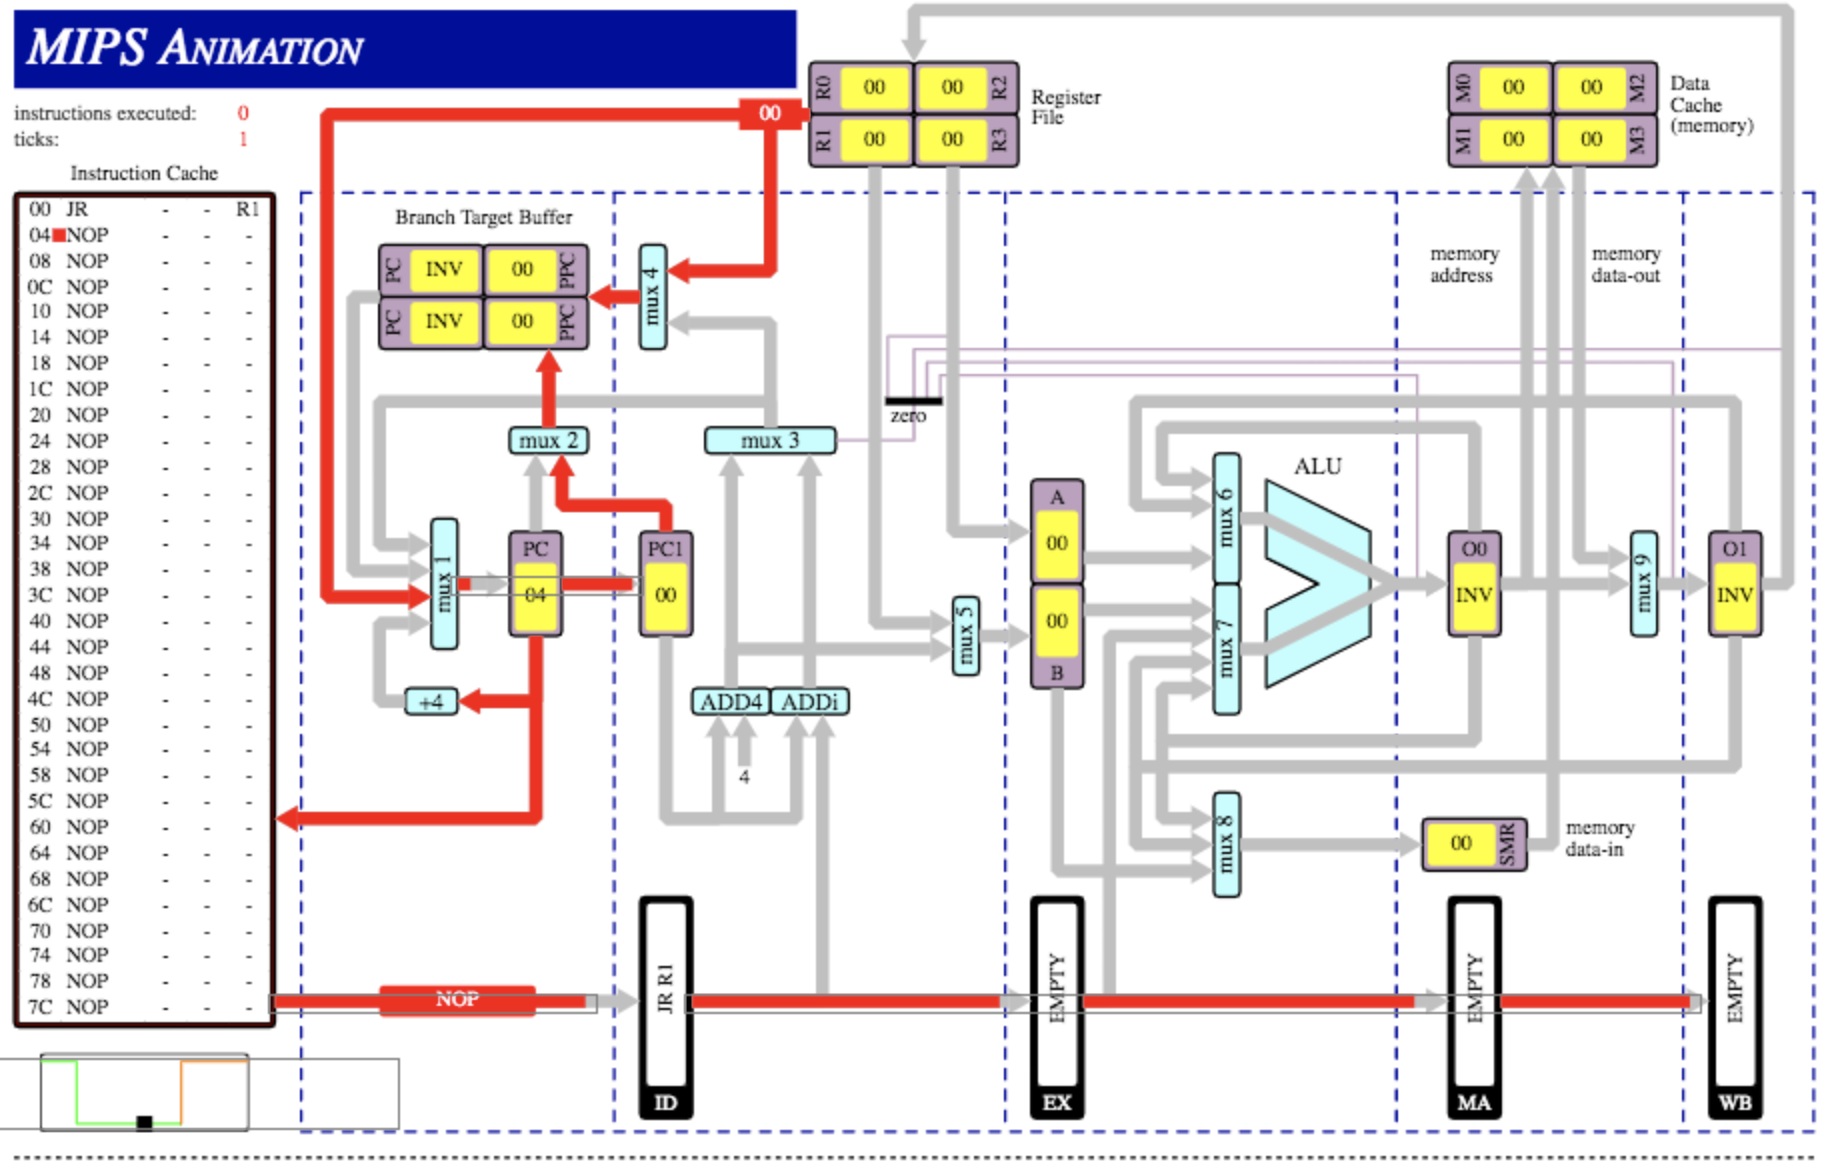 MIPS ANIMATION
instructions executed: 0
ticks: 1
Instruction Cache
00 JR - - R1
04 NOP - - -
08 NOP - - -
0C NOP - - -
10 NOP - - -
14 NOP - - -
18 NOP - - -
1C NOP - - -
20 NOP - - -
24 NOP - - -
28 NOP - - -
2C NOP - - -
30 NOP - - -
34 NOP - - -
38 NOP - - -
3C NOP - - -
40 NOP - - -
44 NOP - - -
48 NOP - - -
4C NOP - - -
50 NOP - - -
54 NOP - - -
58 NOP - - -
5C NOP - - -
60 NOP - - -
64 NOP - - -
68 NOP - - -
6C NOP - - -
70 NOP - - -
74 NOP - - -
78 NOP - - -
7C NOP - - -
00
R0 00 00 R2
R1 00 00 R3
Register
File
M0 00 00 M2
M1 00 00 M3
Data
Cache
(memory)
Branch Target Buffer
PC INV 00 PPC
PC INV 00 PPC
mux 4
memory
address
memory
data-out
zero
mux 2
mux 3
mux 1
PC
04
PC1
00
+4
ADD4
ADDi
4
mux 5
A
00
00
B
mux 6
mux 7
ALU
O0
INV
mux 9
O1
INV
mux 8
00 SMR
memory
data-in
NOP
JR R1
ID
EMPTY
EX
EMPTY
MA
EMPTY
WB